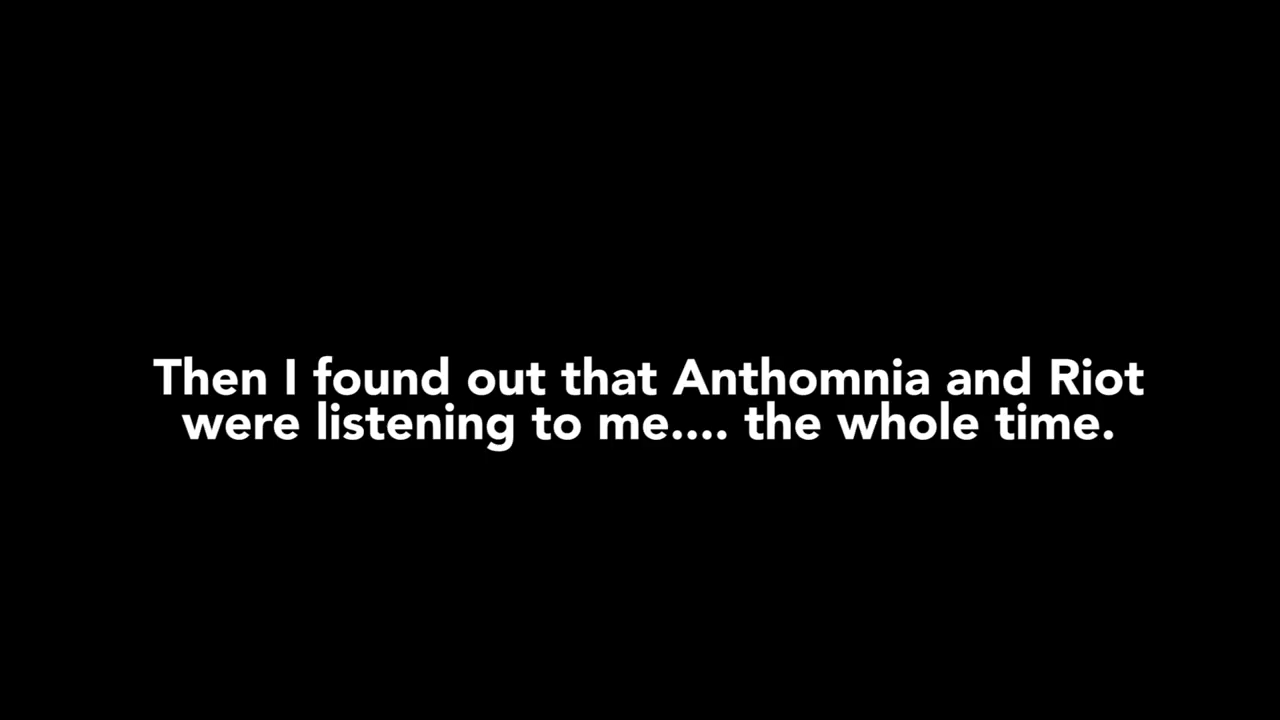 Then I found out that Anthomnia and Riot
were listening to me.... the whole time.